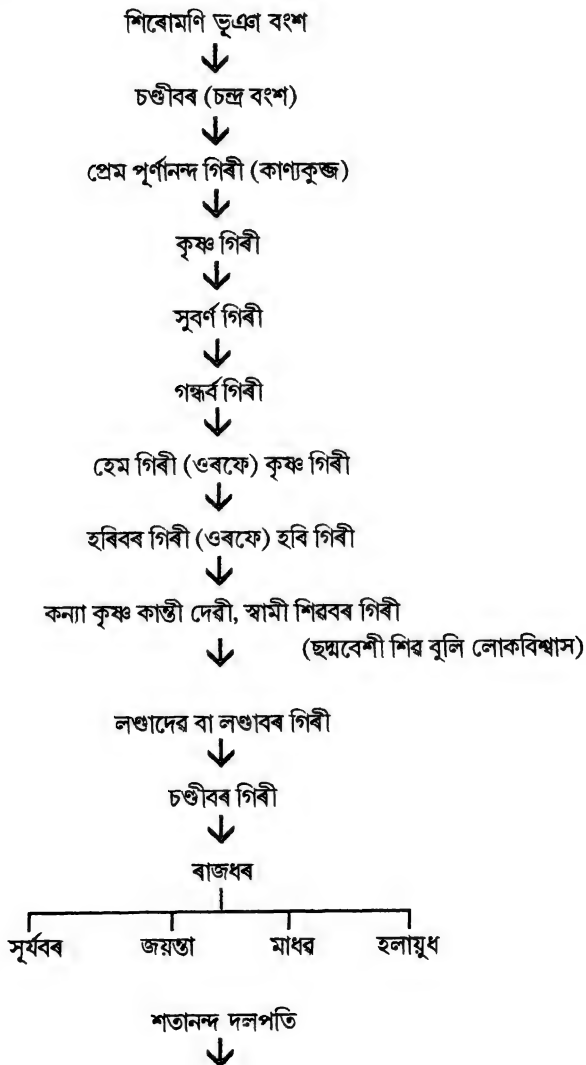 শিৰোমণি ভূঞা বংশ
চণ্ডীবৰ (চন্দ্ৰ বংশ)
প্ৰেম পূৰ্ণানন্দ গিৰী (কাণ্যকুব্জ)
কৃষ্ণ গিৰী
সুবৰ্ণ গিৰী
গন্ধৰ্ব গিৰী
হেম গিৰী (ওৰফে) কৃষ্ণ গিৰী
হৰিবৰ গিৰী (ওৰফে) হবি গিৰী
কন্যা কৃষ্ণ কান্তী দেৱী, স্বামী শিৱবৰ গিৰী
(ছদ্মবেশী শিৱ বুলি লোকবিশ্বাস)
লণ্ডাদেৱ বা লণ্ডাবৰ গিৰী
চণ্ডীবৰ গিৰী
ৰাজধৰ
সূৰ্যবৰ জয়ন্তা মাধৱ হলায়ুধ
শতানন্দ দলপতি